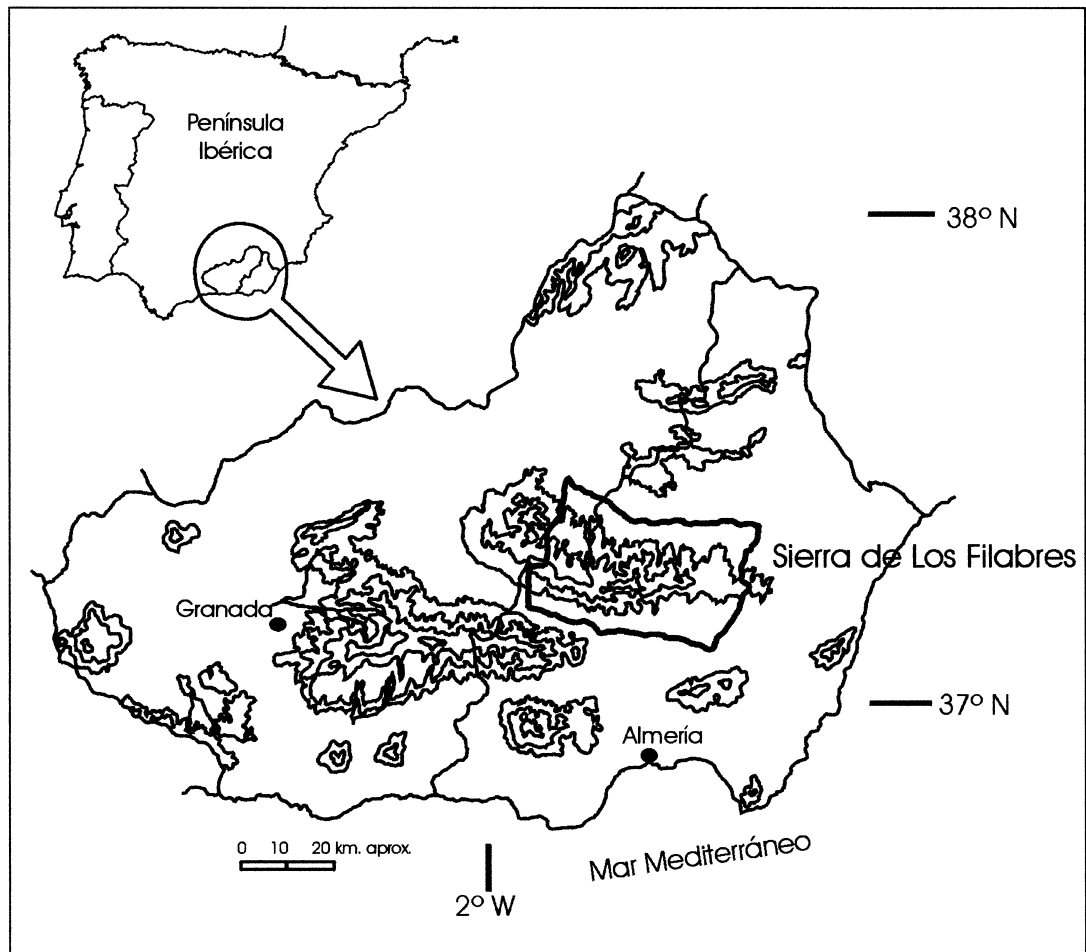 Península
Ibérica
38º N
Sierra de Los Filabres
Granada
37º N
Almería
0 10 20 km. aprox.
Mar Mediterráneo
2º W